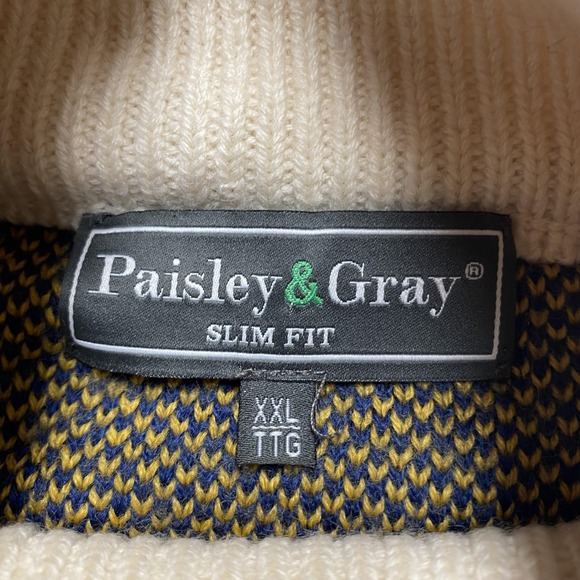 Paisley & Gray®
SLIM FIT
XXL
TTG